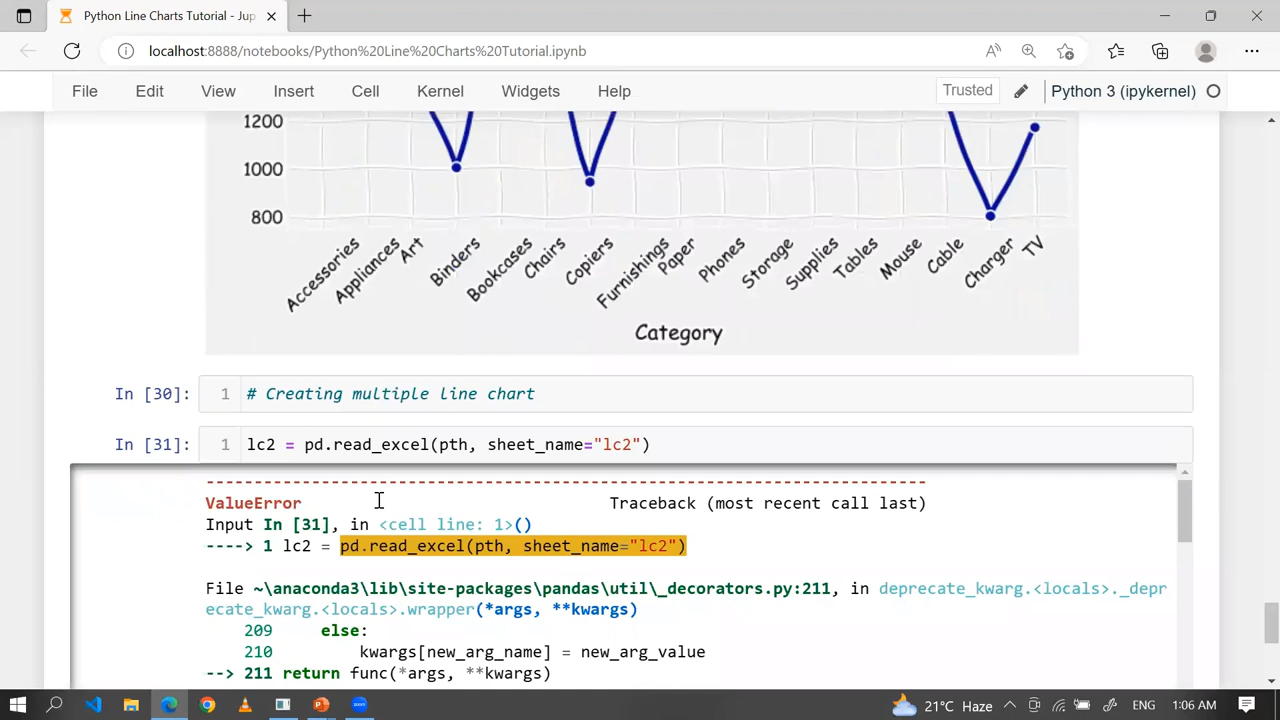 Python Line Charts Tutorial - Jup
localhost:8888/notebooks/Python%20Line%20Charts%20Tutorial.ipynb
File Edit View Insert Cell Kernel Widgets Help Trusted Python 3 (ipykernel)
1200
1000
800
Accessories Appliances Art Binders Bookcases Chairs Copiers Furnishings Paper Phones Storage Supplies Tables Mouse Cable Charger TV
Category
In [30]: 1 # Creating multiple line chart
In [31]: 1 lc2 = pd.read_excel(pth, sheet_name="lc2")
---------------------------------------------------------------------------
ValueError Traceback (most recent call last)
Input In [31], in <cell line: 1>()
----> 1 lc2 = pd.read_excel(pth, sheet_name="lc2")
File ~\anaconda3\lib\site-packages\pandas\util\_decorators.py:211, in deprecate_kwarg.<locals>._depr
ecate_kwarg.<locals>.wrapper(*args, **kwargs)
209 else:
210 kwargs[new_arg_name] = new_arg_value
--> 211 return func(*args, **kwargs)
21°C Haze ENG 1:06 AM